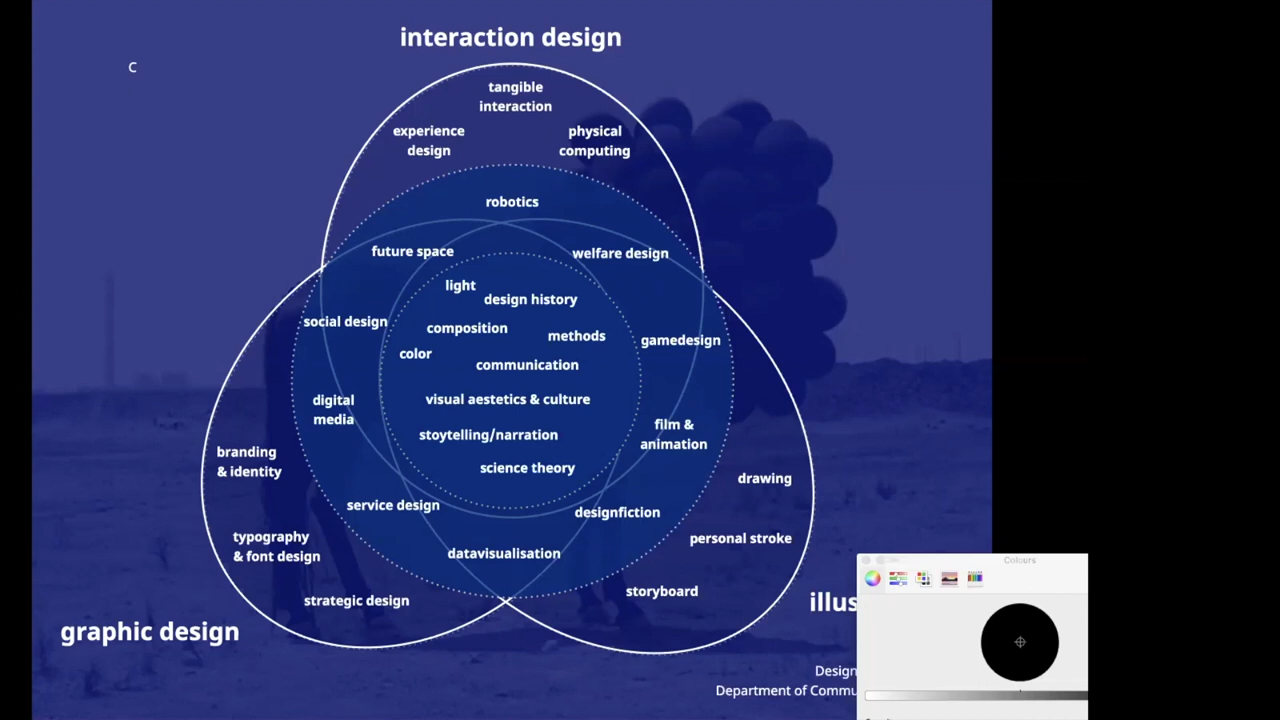 interaction design
C
tangible
interaction
experience
design
physical
computing
robotics
future space
welfare design
light
design history
social design
composition
methods
gamedesign
color
communication
digital
media
visual aestetics & culture
film &
animation
stoytelling/narration
branding
& identity
science theory
drawing
service design
designfiction
typography
& font design
personal stroke
datavisualisation
storyboard
strategic design
illus
graphic design
Colours
Design
Department of Commu